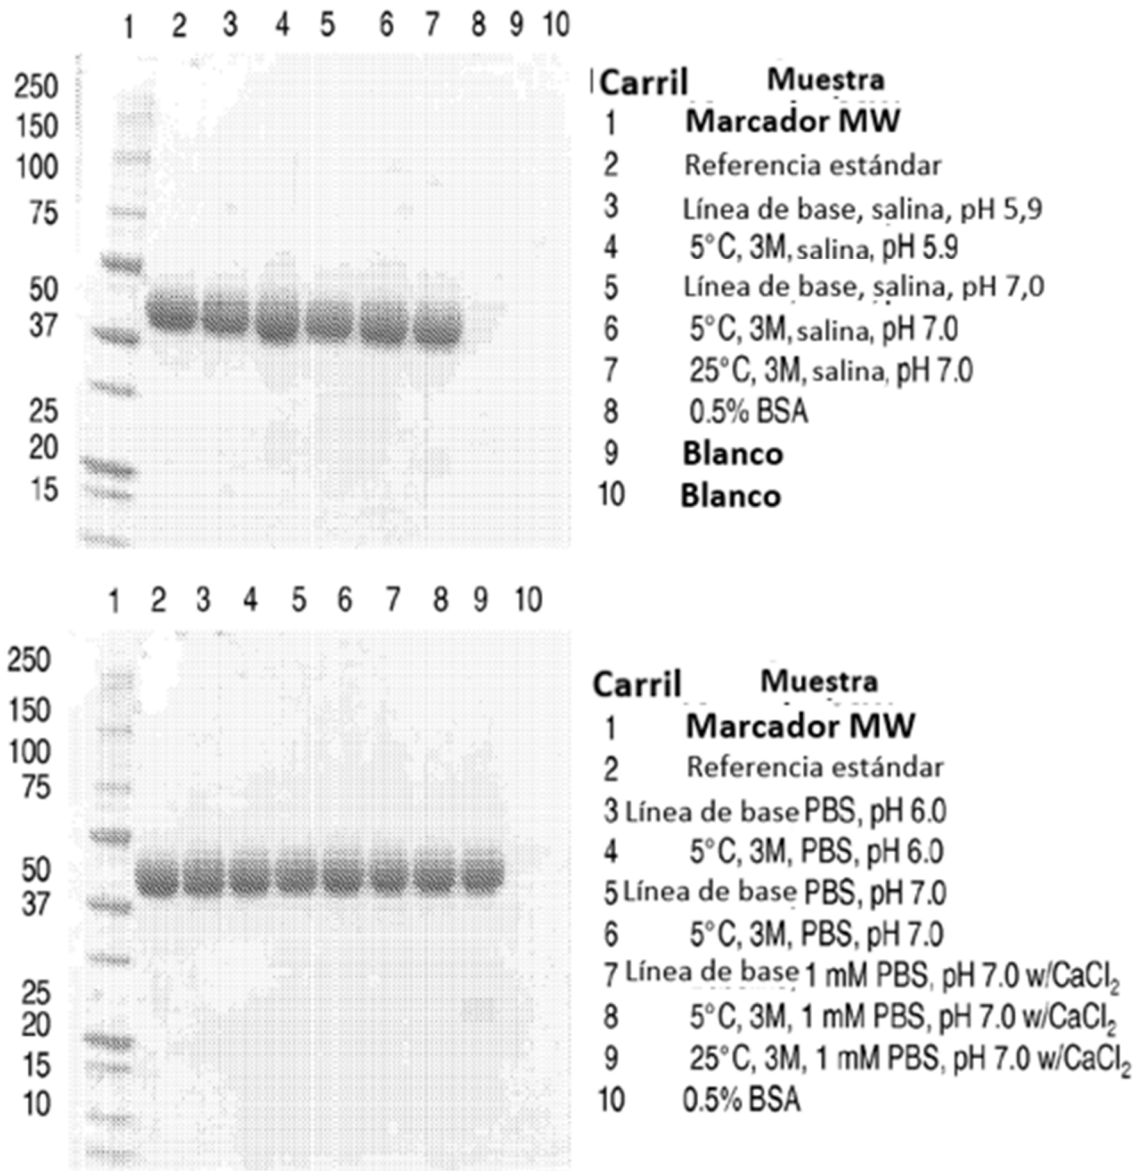 1 2 3 4 5 6 7 8 9 10
250
150
100
75
50
37
25
20
15
Carril Muestra
1 Marcador MW
2 Referencia estándar
3 Línea de base, salina, pH 5,9
4 5°C, 3M, salina, pH 5.9
5 Línea de base, salina, pH 7,0
6 5°C, 3M, salina, pH 7.0
7 25°C, 3M, salina, pH 7.0
8 0.5% BSA
9 Blanco
10 Blanco
1 2 3 4 5 6 7 8 9 10
250
150
100
75
50
37
25
20
15
10
Carril Muestra
1 Marcador MW
2 Referencia estándar
3 Línea de base PBS, pH 6.0
4 5°C, 3M, PBS, pH 6.0
5 Línea de base PBS, pH 7.0
6 5°C, 3M, PBS, pH 7.0
7 Línea de base 1 mM PBS, pH 7.0 w/CaCl₂
8 5°C, 3M, 1 mM PBS, pH 7.0 w/CaCl₂
9 25°C, 3M, 1 mM PBS, pH 7.0 w/CaCl₂
10 0.5% BSA